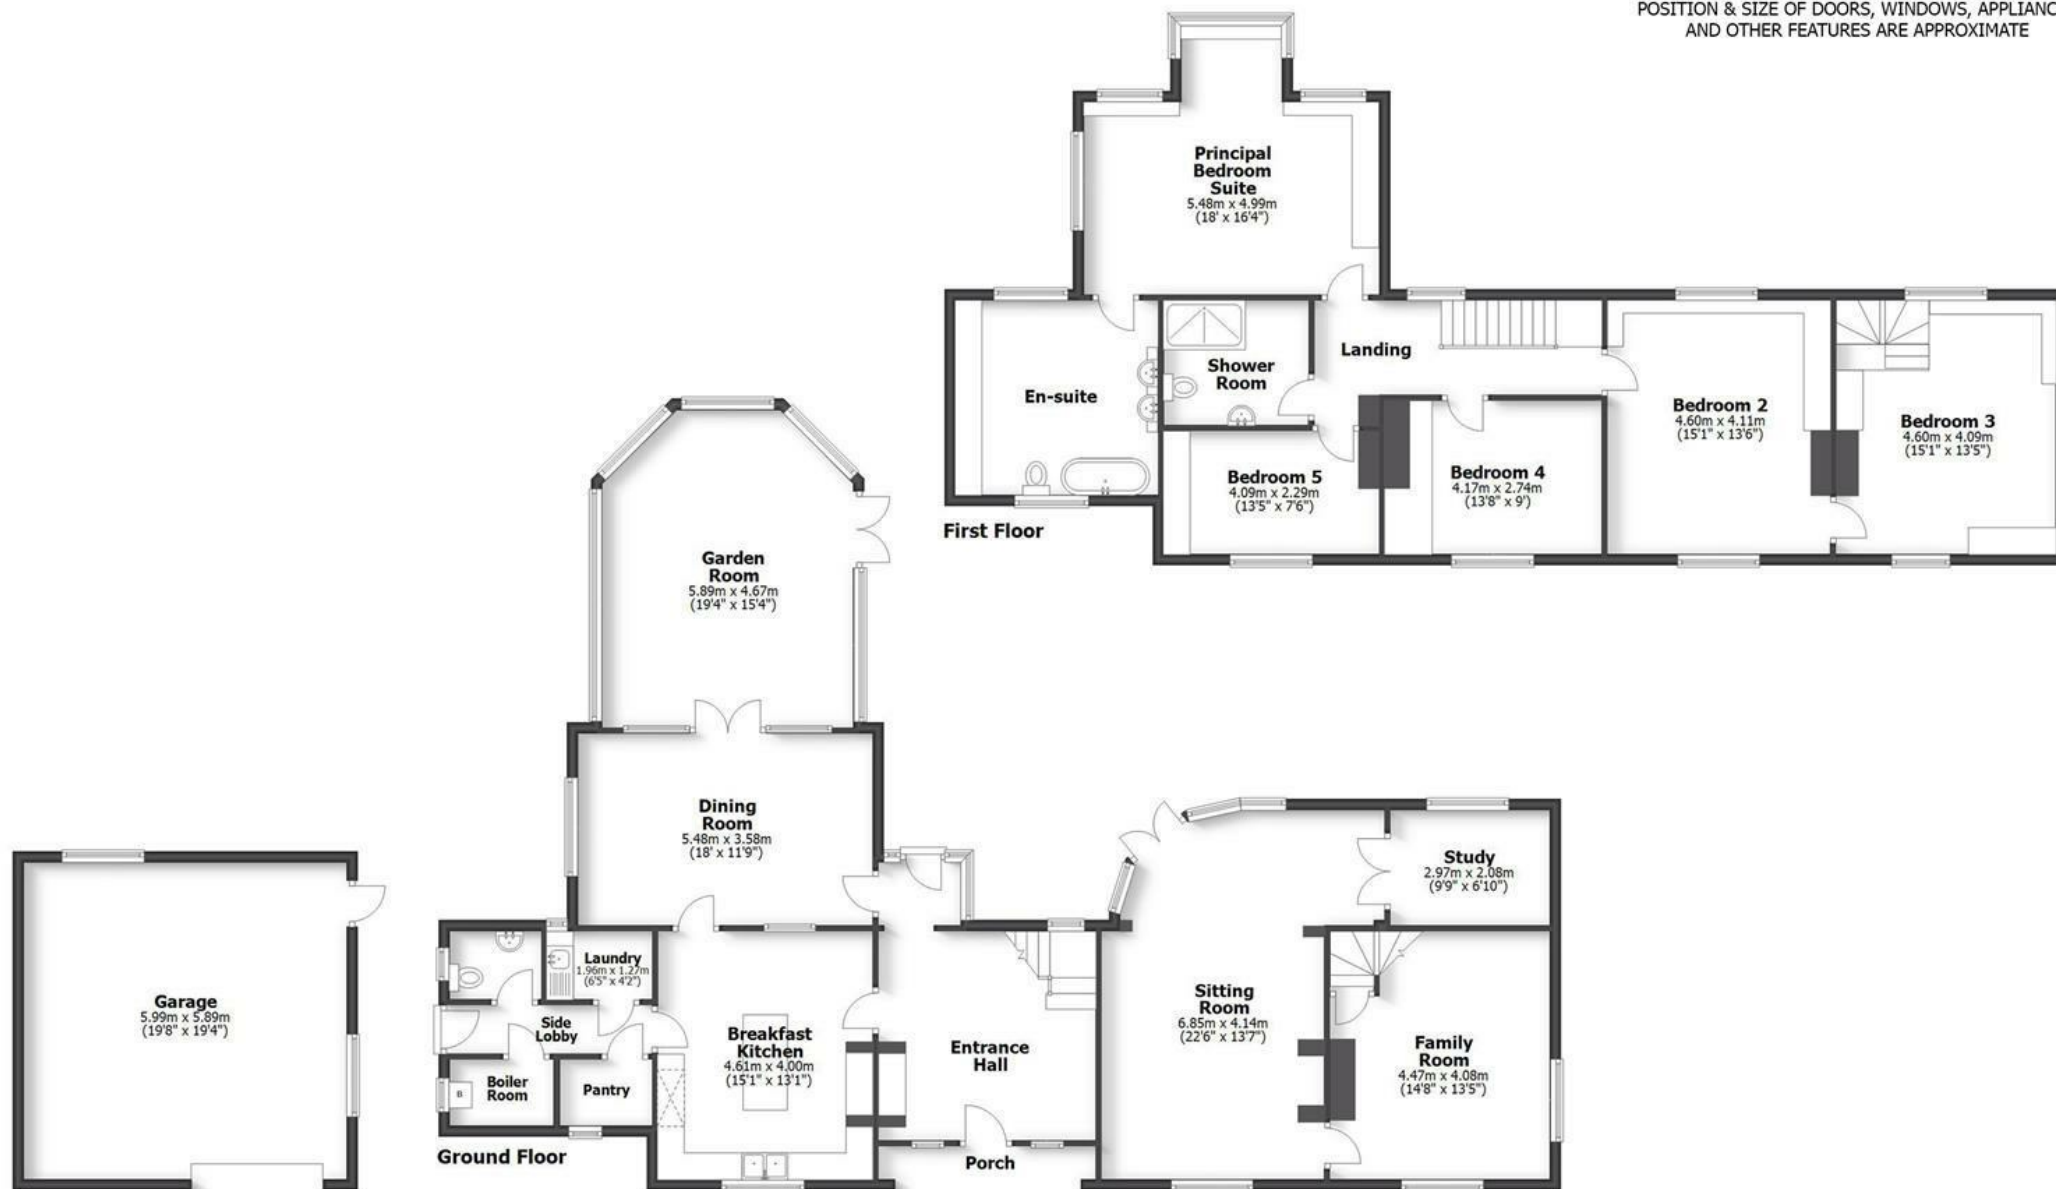 POSITION & SIZE OF DOORS, WINDOWS, APPLIANC
AND OTHER FEATURES ARE APPROXIMATE
Principal
Bedroom
Suite
5.48m x 4.99m
(18' x 16'4")
En-suite
Shower
Room
Landing
Bedroom 2
4.60m x 4.11m
(15'1" x 13'6")
Bedroom 3
4.60m x 4.09m
(15'1" x 13'5")
Bedroom 5
4.09m x 2.29m
(13'5" x 7'6")
Bedroom 4
4.17m x 2.74m
(13'8" x 9')
First Floor
Garden
Room
5.89m x 4.67m
(19'4" x 15'4")
Dining
Room
5.48m x 3.58m
(18' x 11'9")
Study
2.97m x 2.08m
(9'9" x 6'10")
Garage
5.99m x 5.89m
(19'8" x 19'4")
Laundry
1.96m x 1.27m
(6'5" x 4'2")
Side
Lobby
Boiler
Room
B
Pantry
Breakfast
Kitchen
4.61m x 4.00m
(15'1" x 13'1")
Entrance
Hall
Sitting
Room
6.85m x 4.14m
(22'6" x 13'7")
Family
Room
4.47m x 4.08m
(14'8" x 13'5")
Porch
Ground Floor